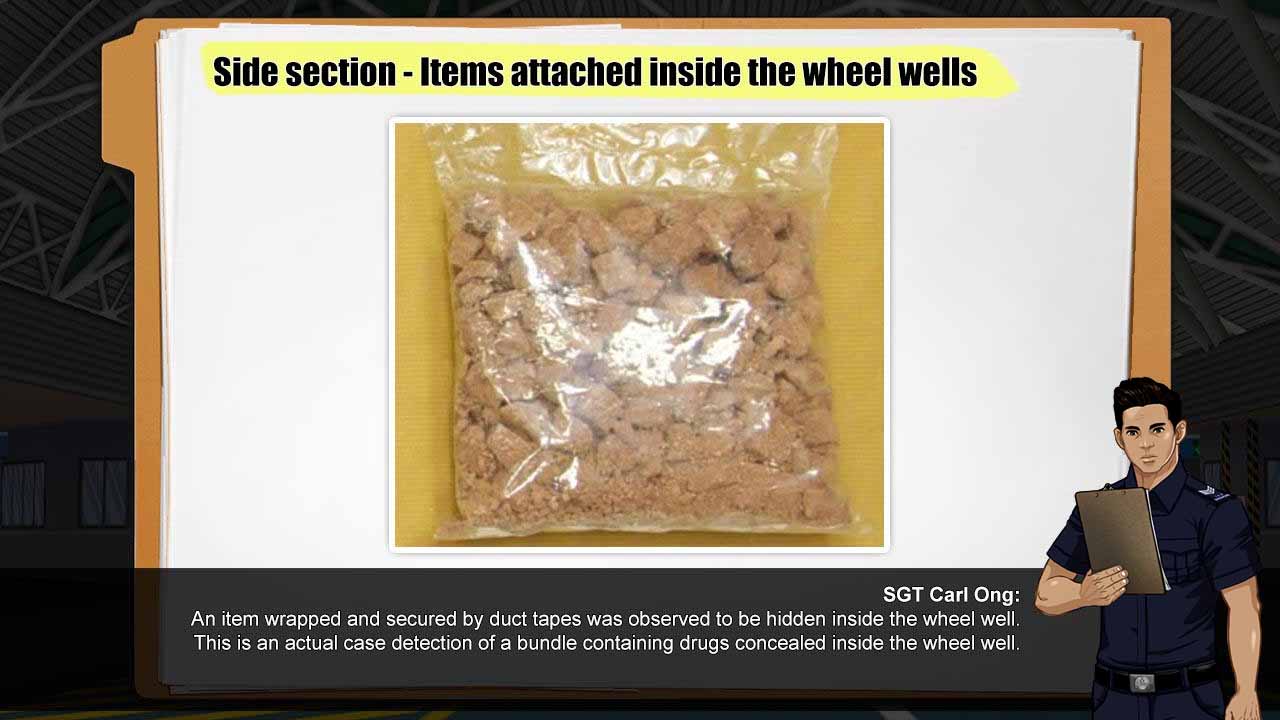 Side section - Items attached inside the wheel wells
SGT Carl Ong:
An item wrapped and secured by duct tapes was observed to be hidden inside the wheel well.
This is an actual case detection of a bundle containing drugs concealed inside the wheel well.